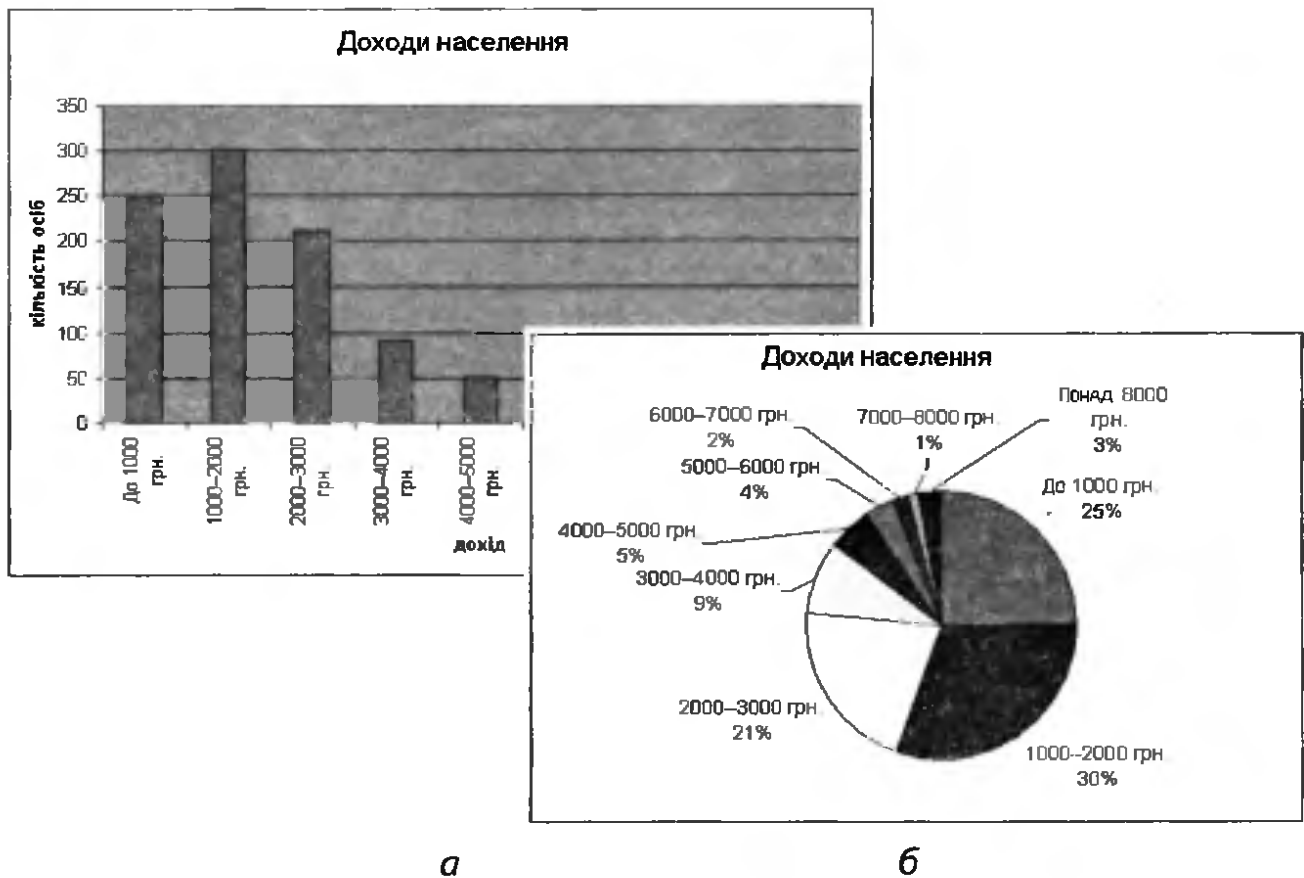 Доходи населення
кількість осіб
350
300
250
200
150
100
50
0
До 1000
грн.
1000–2000
грн.
2000–3000
грн.
3000–4000
грн.
4000–5000
грн.
дохід
Доходи населення
Понад 8000
грн.
3%
7000–8000 грн.
1%
6000–7000 грн.
2%
5000–6000 грн.
4%
До 1000 грн.
25%
4000–5000 грн.
5%
3000–4000 грн.
9%
2000–3000 грн.
21%
1000–2000 грн.
30%
а
б